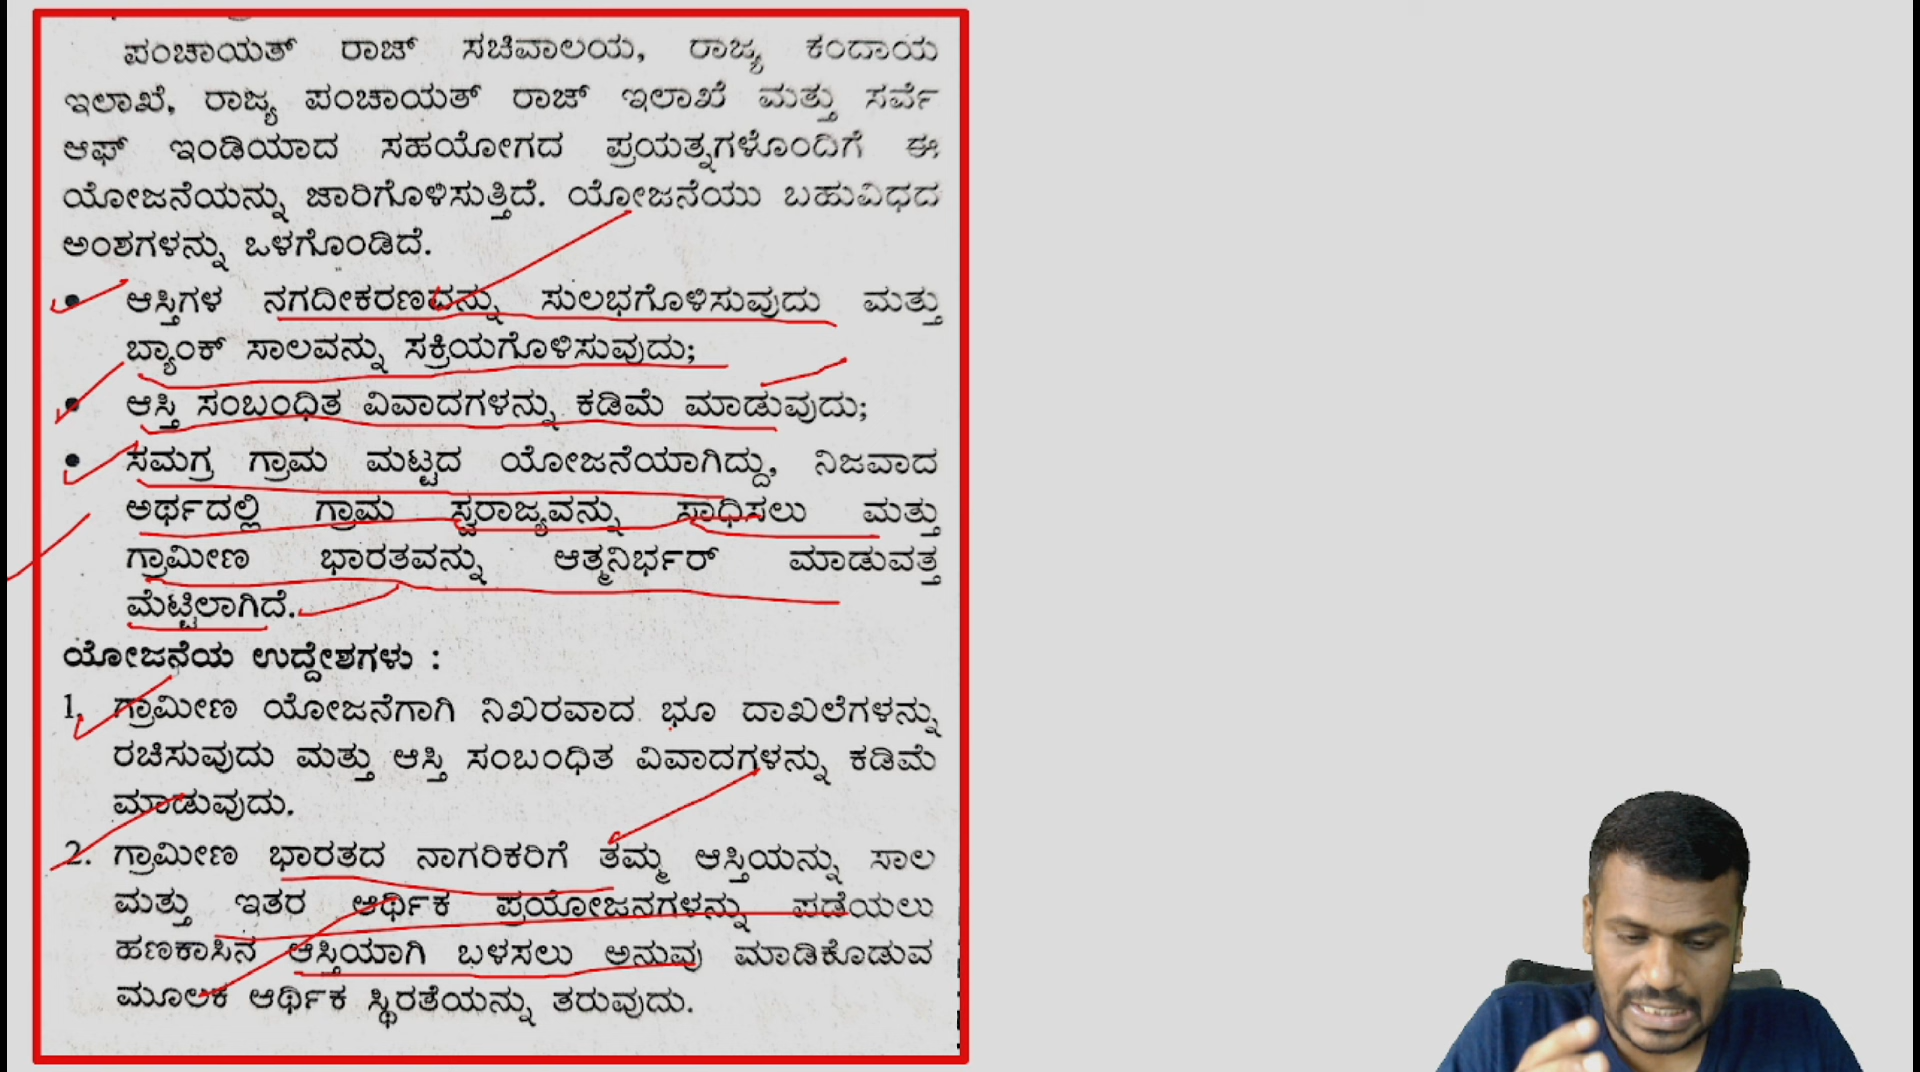 ಪಂಚಾಯತ್ ರಾಜ್ ಸಚಿವಾಲಯ, ರಾಜ್ಯ ಕಂದಾಯ
ಇಲಾಖೆ, ರಾಜ್ಯ ಪಂಚಾಯತ್ ರಾಜ್ ಇಲಾಖೆ ಮತ್ತು ಸರ್ವೆ
ಆಫ್ ಇಂಡಿಯಾದ ಸಹಯೋಗದ ಪ್ರಯತ್ನಗಳೊಂದಿಗೆ ಈ
ಯೋಜನೆಯನ್ನು ಜಾರಿಗೊಳಿಸುತ್ತಿದೆ. ಯೋಜನೆಯು ಬಹುವಿಧದ
ಅಂಶಗಳನ್ನು ಒಳಗೊಂಡಿದೆ.
• ಆಸ್ತಿಗಳ ನಗದೀಕರಣವನ್ನು ಸುಲಭಗೊಳಿಸುವುದು ಮತ್ತು
ಬ್ಯಾಂಕ್ ಸಾಲವನ್ನು ಸಕ್ರಿಯಗೊಳಿಸುವುದು;
• ಆಸ್ತಿ ಸಂಬಂಧಿತ ವಿವಾದಗಳನ್ನು ಕಡಿಮೆ ಮಾಡುವುದು;
• ಸಮಗ್ರ ಗ್ರಾಮ ಮಟ್ಟದ ಯೋಜನೆಯಾಗಿದ್ದು, ನಿಜವಾದ
ಅರ್ಥದಲ್ಲಿ ಗ್ರಾಮ ಸ್ವರಾಜ್ಯವನ್ನು ಸಾಧಿಸಲು ಮತ್ತು
ಗ್ರಾಮೀಣ ಭಾರತವನ್ನು ಆತ್ಮನಿರ್ಭರ್ ಮಾಡುವತ್ತ
ಮೆಟ್ಟಿಲಾಗಿದೆ.
ಯೋಜನೆಯ ಉದ್ದೇಶಗಳು :
1. ಗ್ರಾಮೀಣ ಯೋಜನೆಗಾಗಿ ನಿಖರವಾದ ಭೂ ದಾಖಲೆಗಳನ್ನು
ರಚಿಸುವುದು ಮತ್ತು ಆಸ್ತಿ ಸಂಬಂಧಿತ ವಿವಾದಗಳನ್ನು ಕಡಿಮೆ
ಮಾಡುವುದು.
2. ಗ್ರಾಮೀಣ ಭಾರತದ ನಾಗರಿಕರಿಗೆ ತಮ್ಮ ಆಸ್ತಿಯನ್ನು ಸಾಲ
ಮತ್ತು ಇತರ ಆರ್ಥಿಕ ಪ್ರಯೋಜನಗಳನ್ನು ಪಡೆಯಲು
ಹಣಕಾಸಿನ ಆಸ್ತಿಯಾಗಿ ಬಳಸಲು ಅನುವು ಮಾಡಿಕೊಡುವ
ಮೂಲಕ ಆರ್ಥಿಕ ಸ್ಥಿರತೆಯನ್ನು ತರುವುದು.